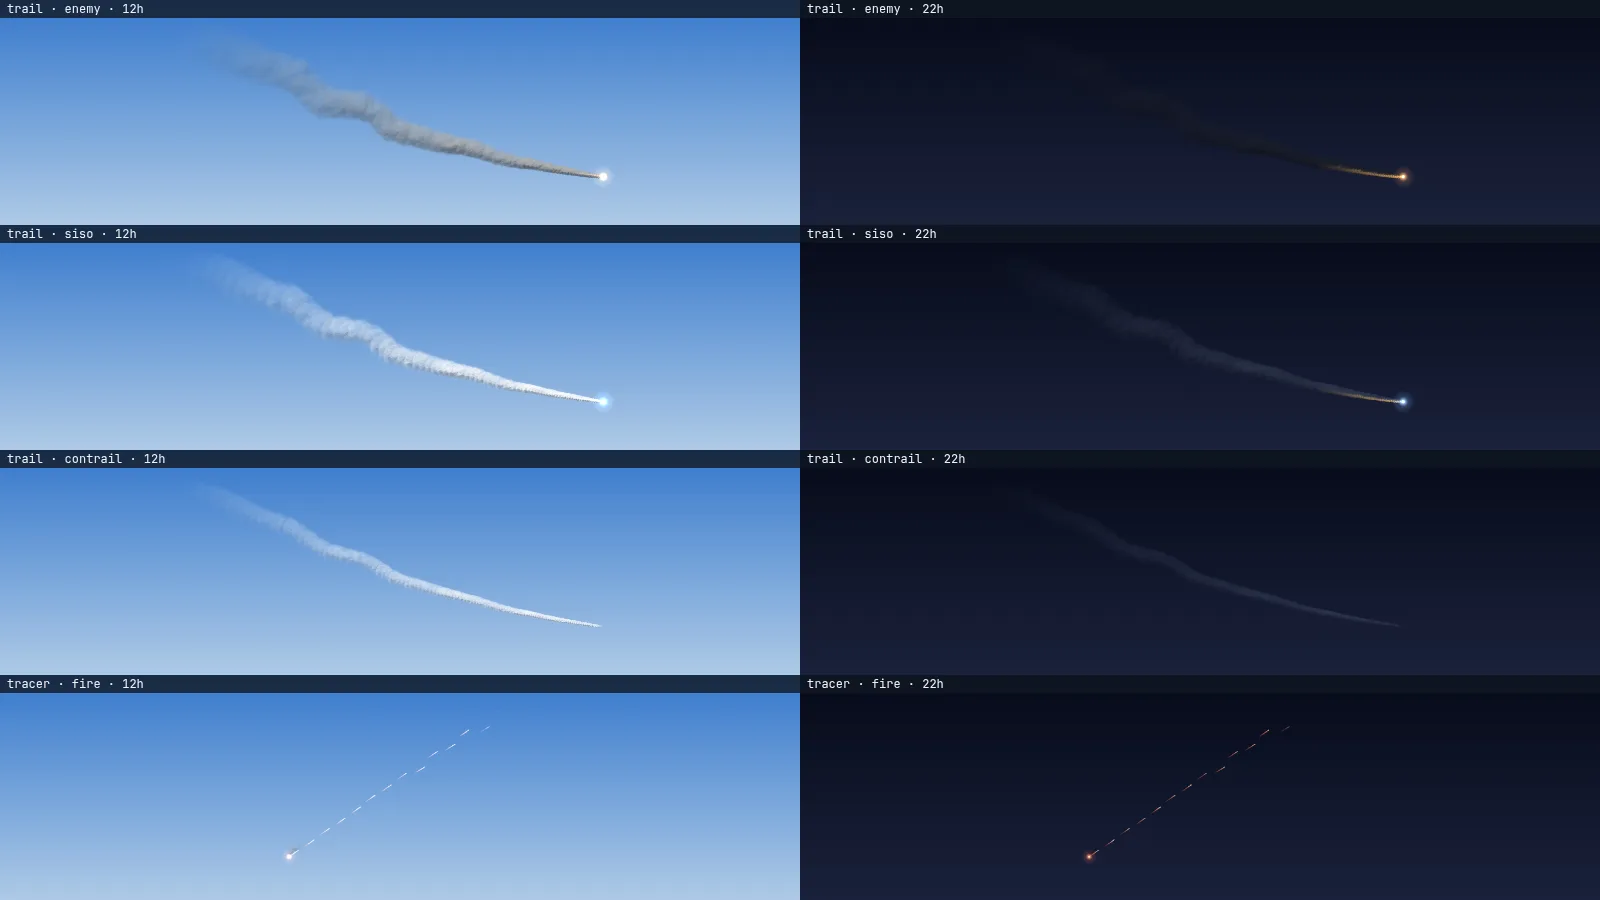 trail · enemy · 12h
trail · enemy · 22h
trail · siso · 12h
trail · siso · 22h
trail · contrail · 12h
trail · contrail · 22h
tracer · fire · 12h
tracer · fire · 22h